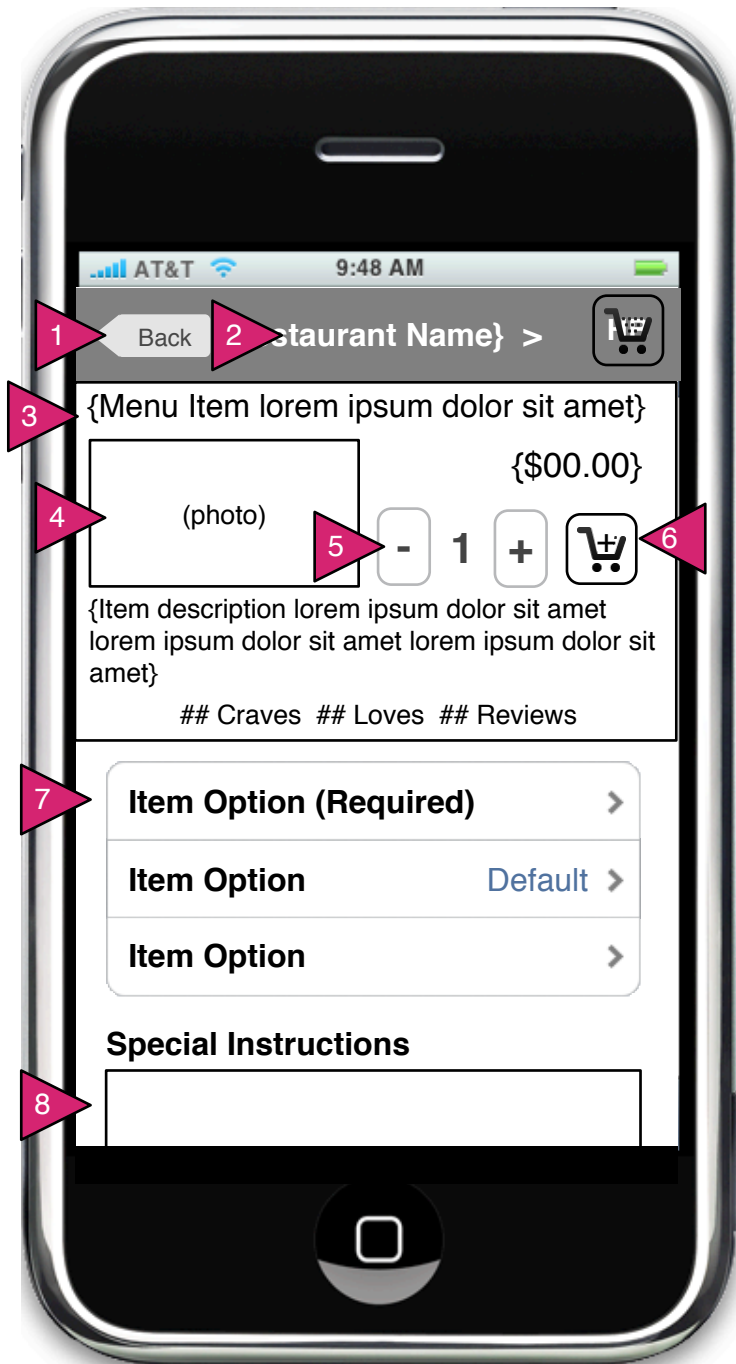 AT&T 9:48 AM
1 Back 2 staurant Name} >
3 {Menu Item lorem ipsum dolor sit amet}
{$00.00}
4 (photo)
5 - 1 + 6
{Item description lorem ipsum dolor sit amet
lorem ipsum dolor sit amet lorem ipsum dolor sit
amet}
## Craves ## Loves ## Reviews
7 Item Option (Required) >
Item Option Default >
Item Option >
Special Instructions
8